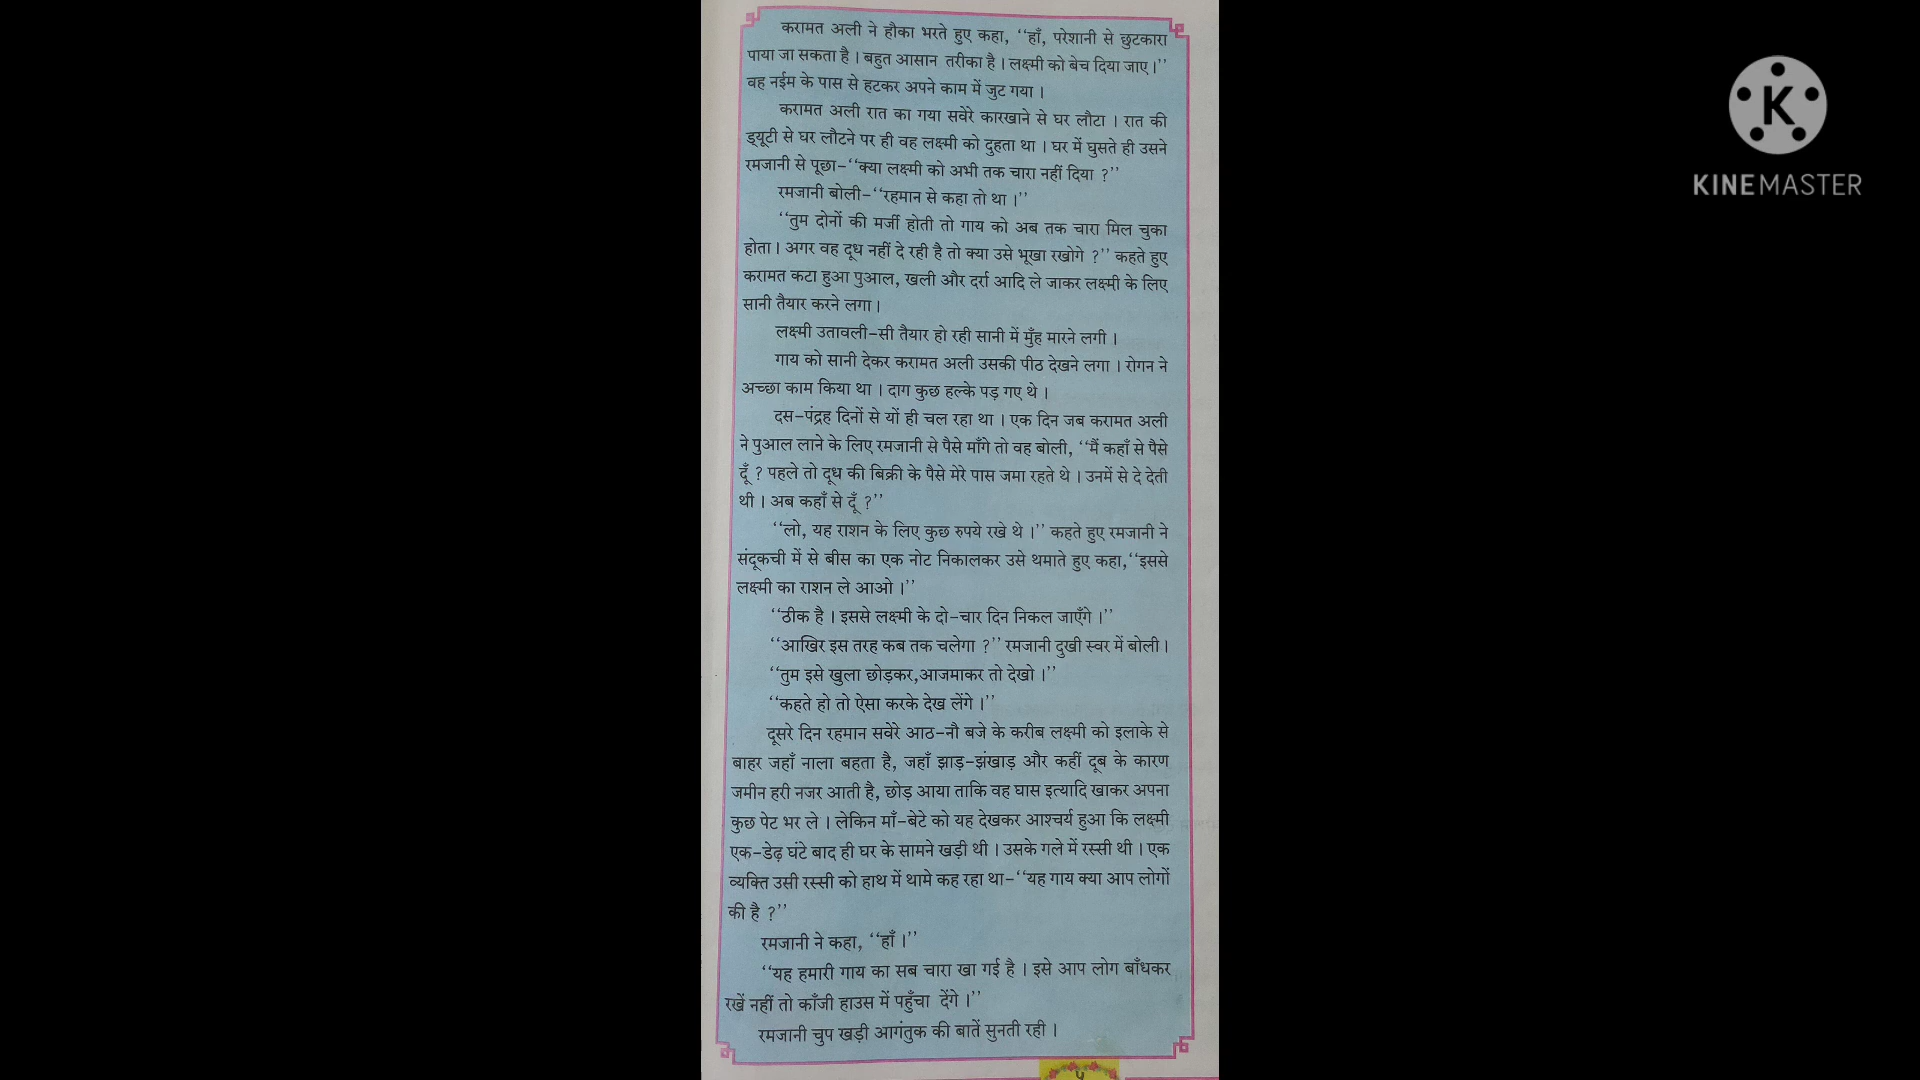 करामत अली ने हौका भरते हुए कहा, ‘‘हाँ, परेशानी से छुटकारा
पाया जा सकता है । बहुत आसान तरीका है । लक्ष्मी को बेच दिया जाए ।’’
वह नईम के पास से हटकर अपने काम में जुट गया ।
करामत अली रात का गया सवेरे कारखाने से घर लौटा । रात की
ड्यूटी से घर लौटने पर ही वह लक्ष्मी को दुहता था । घर में घुसते ही उसने
रमजानी से पूछा-‘‘क्या लक्ष्मी को अभी तक चारा नहीं दिया ?’’
रमजानी बोली-‘‘रहमान से कहा तो था ।’’
‘‘तुम दोनों की मर्जी होती तो गाय को अब तक चारा मिल चुका
होता । अगर वह दूध नहीं दे रही है तो क्या उसे भूखा रखोगे ?’’ कहते हुए
करामत कटा हुआ पुआल, खली और दर्रा आदि ले जाकर लक्ष्मी के लिए
सानी तैयार करने लगा ।
लक्ष्मी उतावली-सी तैयार हो रही सानी में मुँह मारने लगी ।
गाय को सानी देकर करामत अली उसकी पीठ देखने लगा । रोगन ने
अच्छा काम किया था । दाग कुछ हल्के पड़ गए थे ।
दस-पंद्रह दिनों से यों ही चल रहा था । एक दिन जब करामत अली
ने पुआल लाने के लिए रमजानी से पैसे माँगे तो वह बोली, ‘‘मैं कहाँ से पैसे
दूँ ? पहले तो दूध की बिक्री के पैसे मेरे पास जमा रहते थे । उनमें से दे देती
थी । अब कहाँ से दूँ ?’’
‘‘लो, यह राशन के लिए कुछ रुपये रखे थे ।’’ कहते हुए रमजानी ने
संदूकची में से बीस का एक नोट निकालकर उसे थमाते हुए कहा,‘‘इससे
लक्ष्मी का राशन ले आओ ।’’
‘‘ठीक है । इससे लक्ष्मी के दो-चार दिन निकल जाएँगे ।’’
‘‘आखिर इस तरह कब तक चलेगा ?’’ रमजानी दुखी स्वर में बोली ।
‘‘तुम इसे खुला छोड़कर,आजमाकर तो देखो ।’’
‘‘कहते हो तो ऐसा करके देख लेंगे ।’’
दूसरे दिन रहमान सवेरे आठ-नौ बजे के करीब लक्ष्मी को इलाके से
बाहर जहाँ नाला बहता है, जहाँ झाड़-झंखाड़ और कहीं दूब के कारण
जमीन हरी नजर आती है, छोड़ आया ताकि वह घास इत्यादि खाकर अपना
कुछ पेट भर ले । लेकिन माँ-बेटे को यह देखकर आश्चर्य हुआ कि लक्ष्मी
एक-डेढ़ घंटे बाद ही घर के सामने खड़ी थी । उसके गले में रस्सी थी । एक
व्यक्ति उसी रस्सी को हाथ में थामे कह रहा था-‘‘यह गाय क्या आप लोगों
की है ?’’
रमजानी ने कहा, ‘‘हाँ ।’’
‘‘यह हमारी गाय का सब चारा खा गई है । इसे आप लोग बाँधकर
रखें नहीं तो काँजी हाउस में पहुँचा देंगे ।’’
रमजानी चुप खड़ी आगंतुक की बातें सुनती रही ।
५
K
KINEMASTER